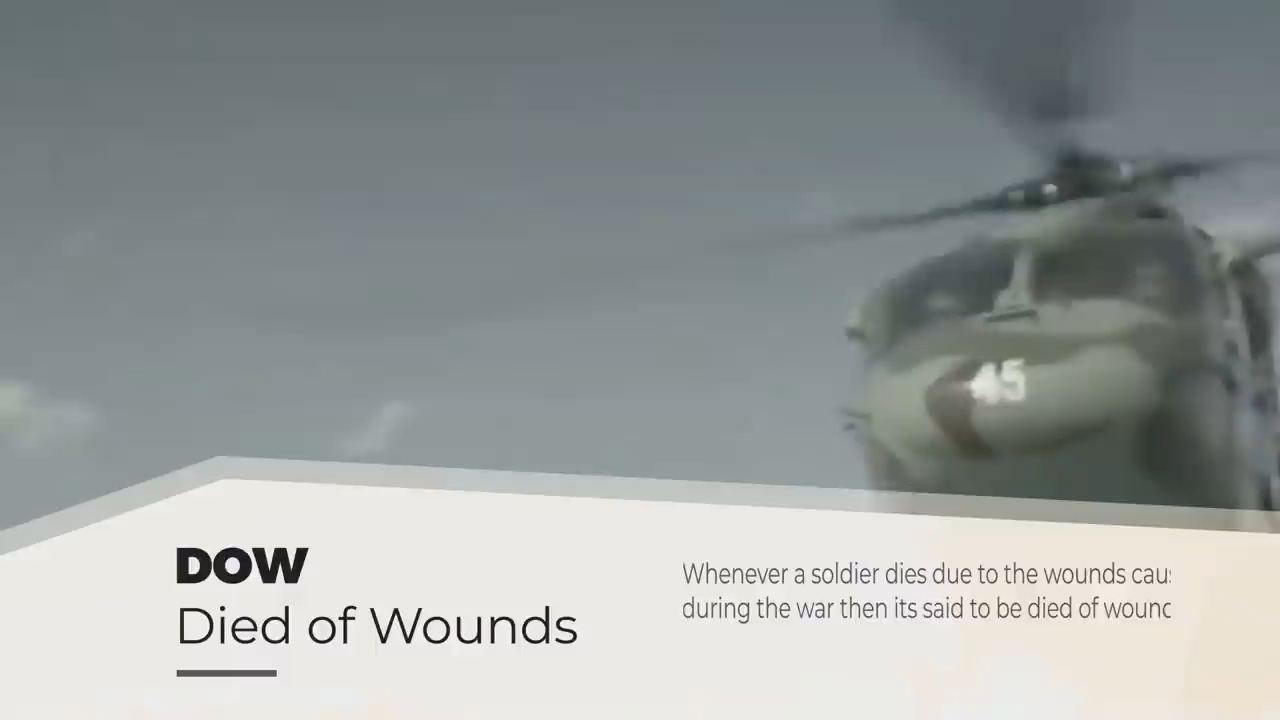 45
DOW
Died of Wounds
Whenever a soldier dies due to the wounds
during the war then its said to be died of